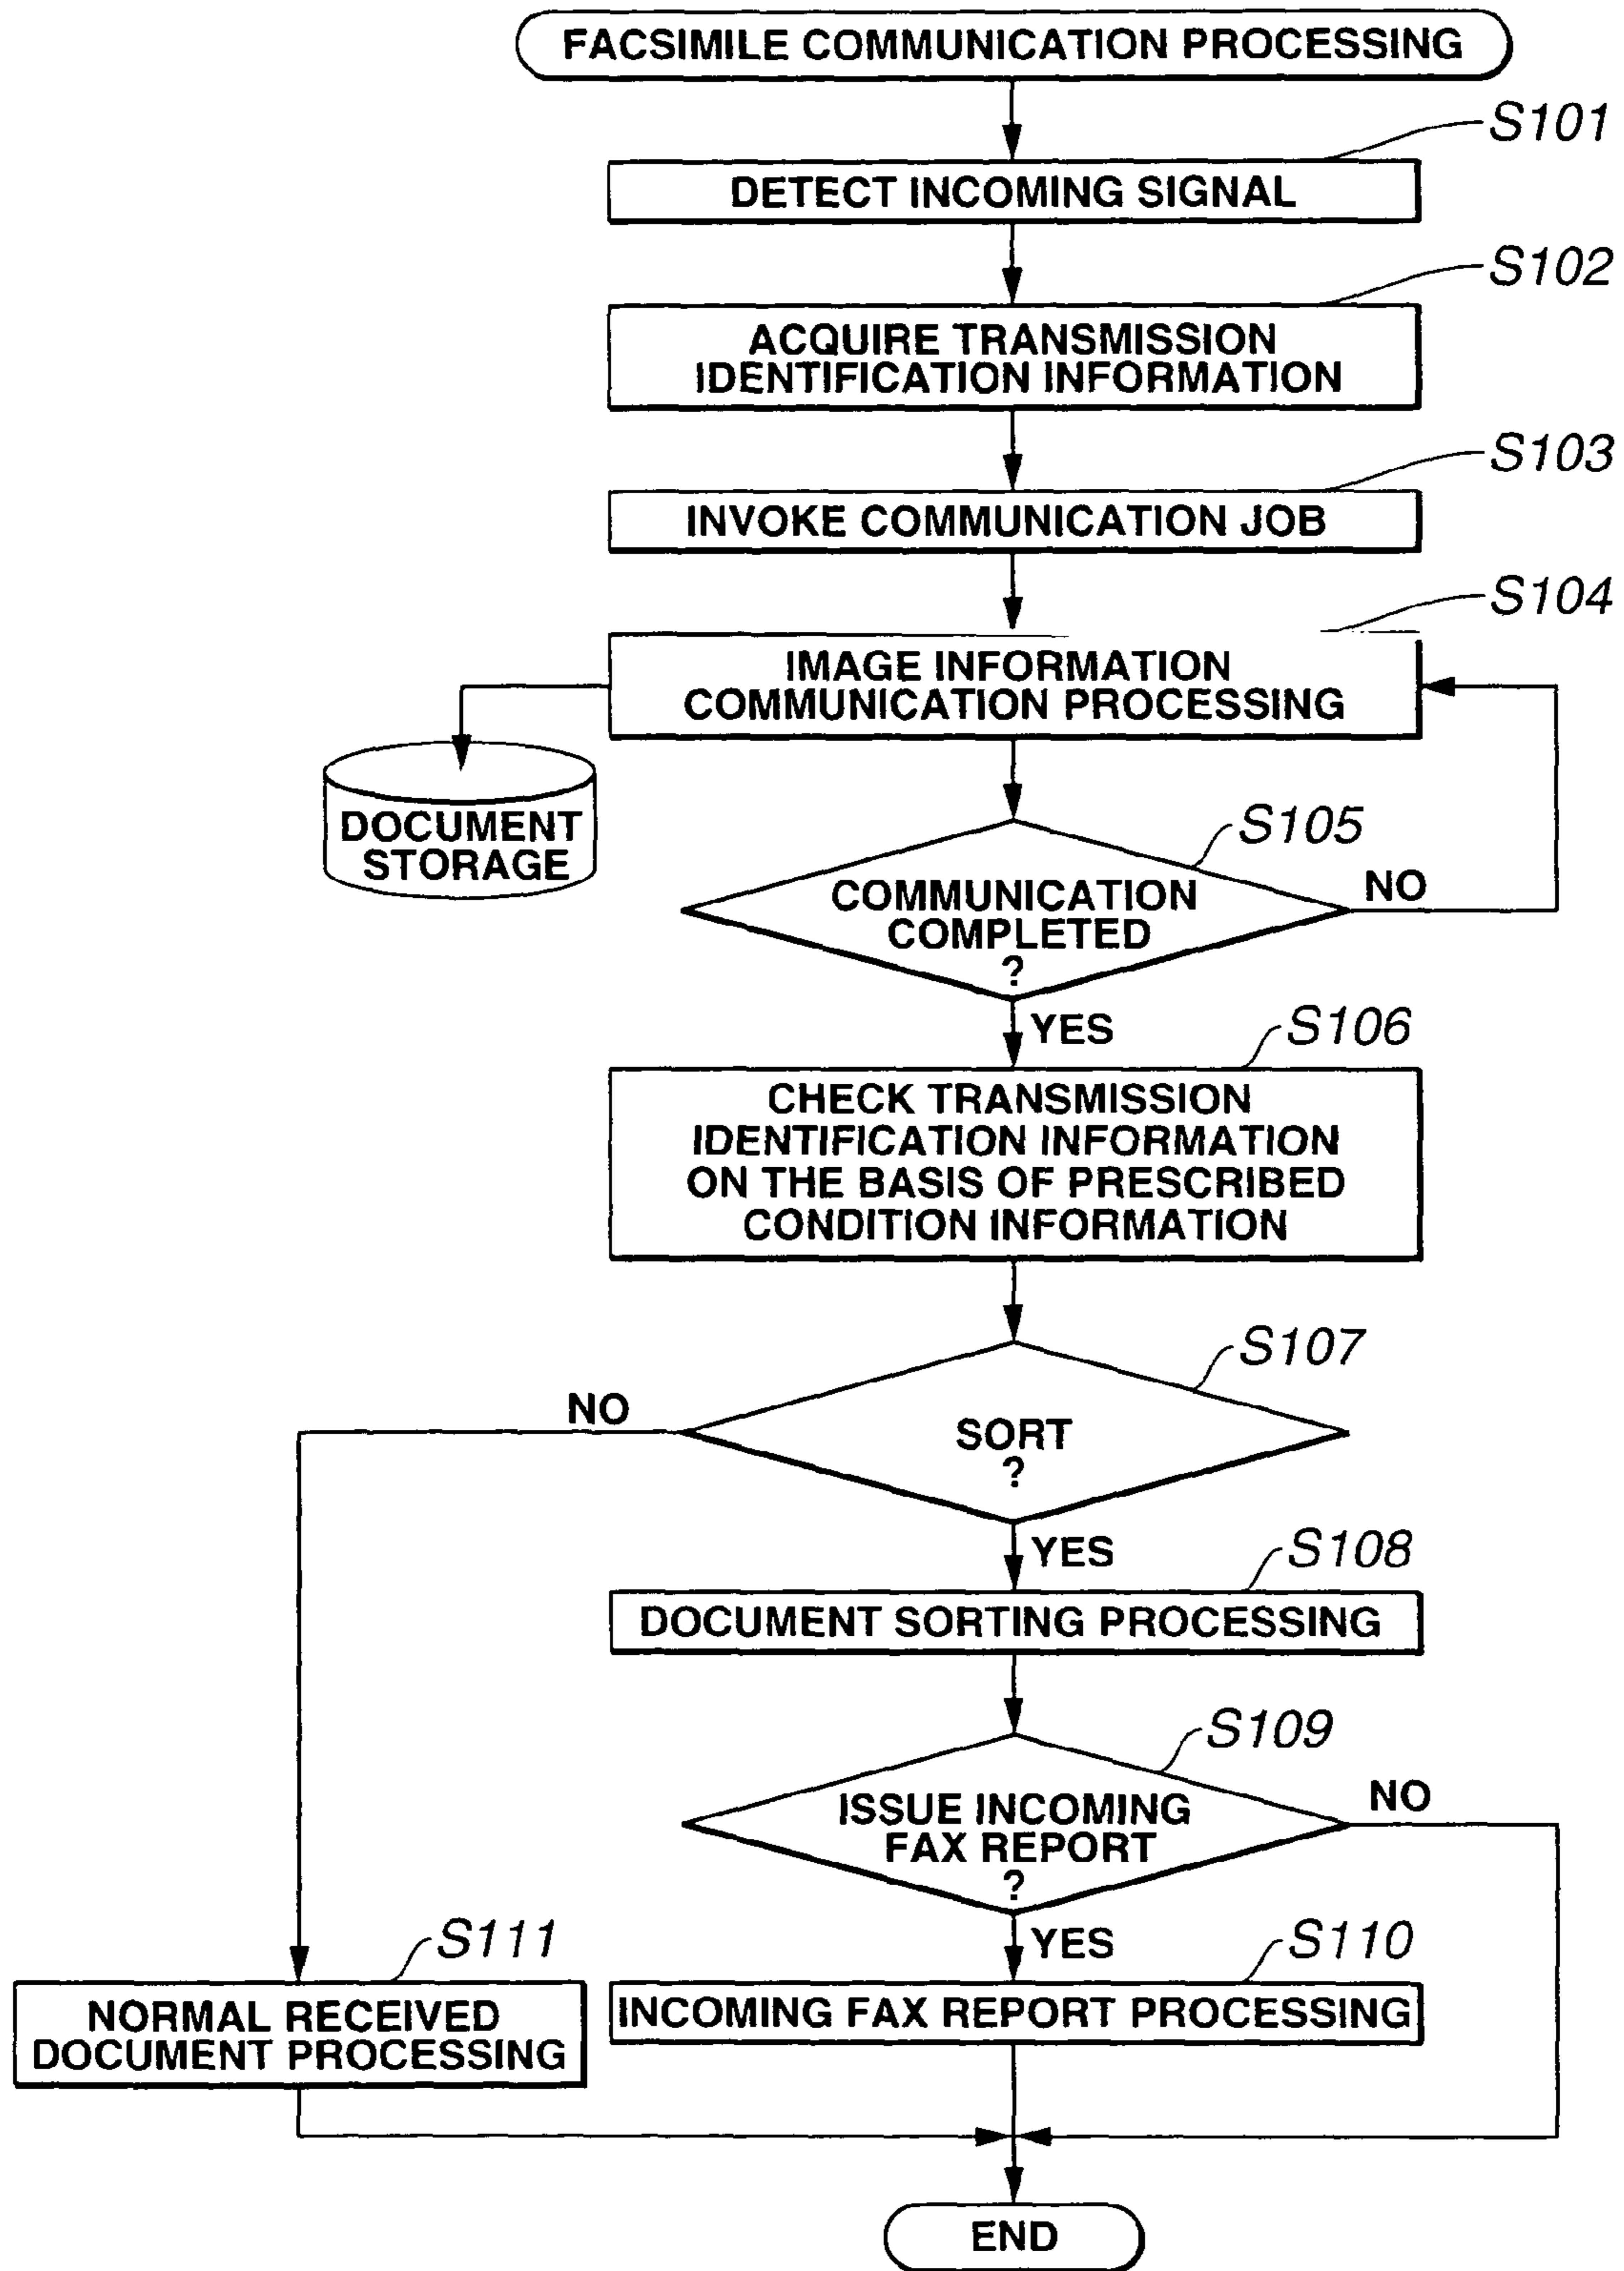 FACSIMILE COMMUNICATION PROCESSING
S101
DETECT INCOMING SIGNAL
S102
ACQUIRE TRANSMISSION
IDENTIFICATION INFORMATION
S103
INVOKE COMMUNICATION JOB
S104
IMAGE INFORMATION
COMMUNICATION PROCESSING
DOCUMENT
STORAGE
S105
COMMUNICATION
COMPLETED
?
NO
YES
S106
CHECK TRANSMISSION
IDENTIFICATION INFORMATION
ON THE BASIS OF PRESCRIBED
CONDITION INFORMATION
S107
NO
SORT
?
YES
S108
DOCUMENT SORTING PROCESSING
S109
ISSUE INCOMING
FAX REPORT
?
NO
YES
S111
S110
NORMAL RECEIVED
DOCUMENT PROCESSING
INCOMING FAX REPORT PROCESSING
END